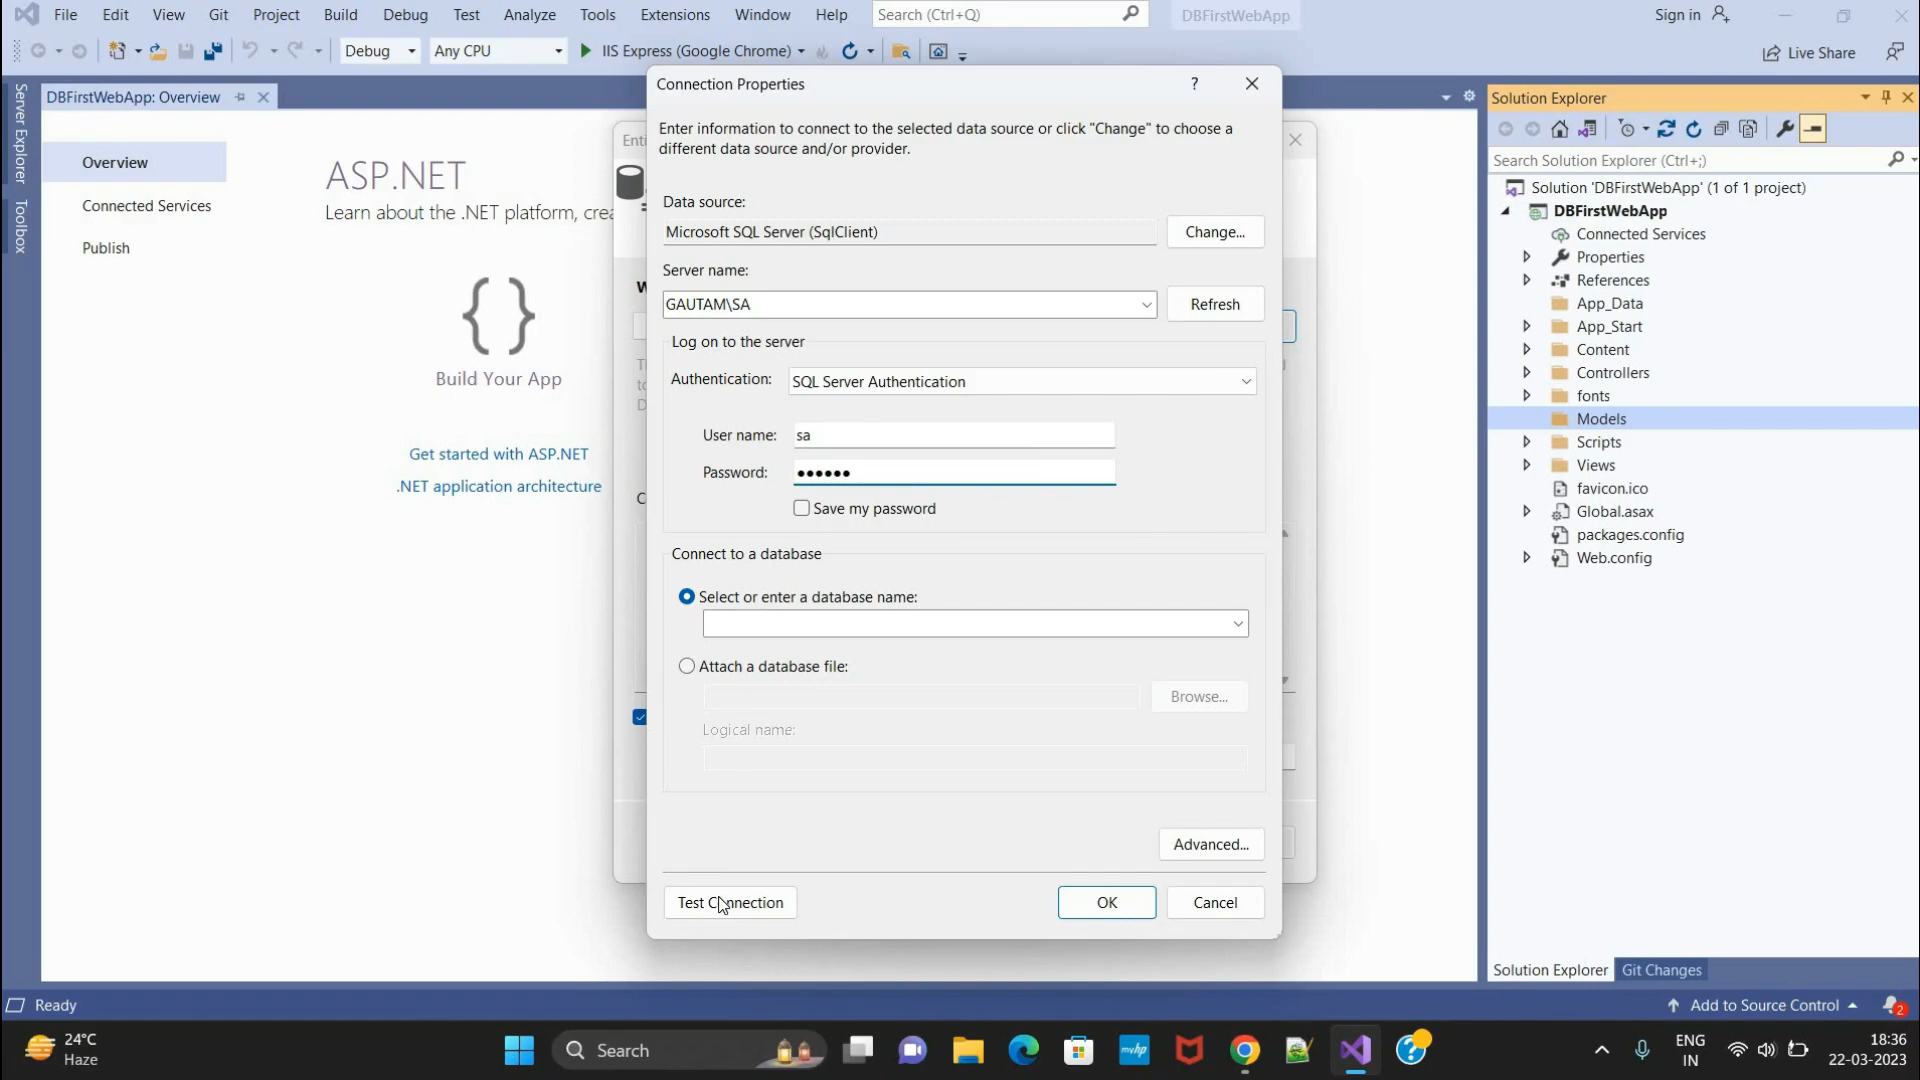 File Edit View Git Project Build Debug Test Analyze Tools Extensions Window Help Search (Ctrl+Q) DBFirstWebApp Sign in
Debug Any CPU IIS Express (Google Chrome) Live Share
Server Explorer
Toolbox
DBFirstWebApp: Overview
Overview
Connected Services
Publish
ASP.NET
Learn about the .NET platform, crea
Build Your App
Get started with ASP.NET
.NET application architecture
Enti
Connection Properties
Enter information to connect to the selected data source or click "Change" to choose a
different data source and/or provider.
Data source:
Microsoft SQL Server (SqlClient) Change...
Server name:
GAUTAM\SA Refresh
Log on to the server
Authentication: SQL Server Authentication
User name: sa
Password: ●●●●●●
Save my password
Connect to a database
Select or enter a database name:
Attach a database file:
Browse...
Logical name:
Advanced...
Test Connection OK Cancel
Solution Explorer
Search Solution Explorer (Ctrl+;)
Solution 'DBFirstWebApp' (1 of 1 project)
DBFirstWebApp
Connected Services
Properties
References
App_Data
App_Start
Content
Controllers
fonts
Models
Scripts
Views
favicon.ico
Global.asax
packages.config
Web.config
Solution Explorer Git Changes
Ready Add to Source Control 2
24°C
Haze
Search
myhp
ENG
IN
18:36
22-03-2023